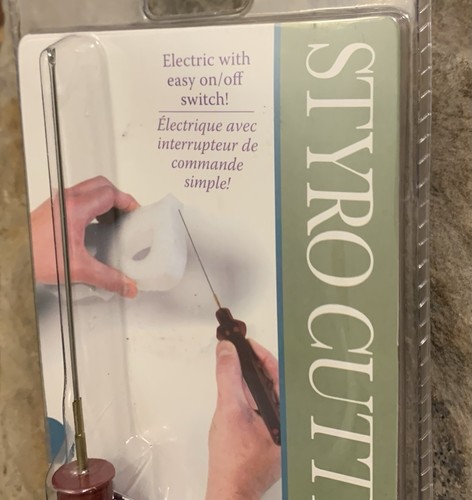 Electric with
easy on/off
switch!
Électrique avec
interrupteur de
commande
simple!
STYRO CUTT